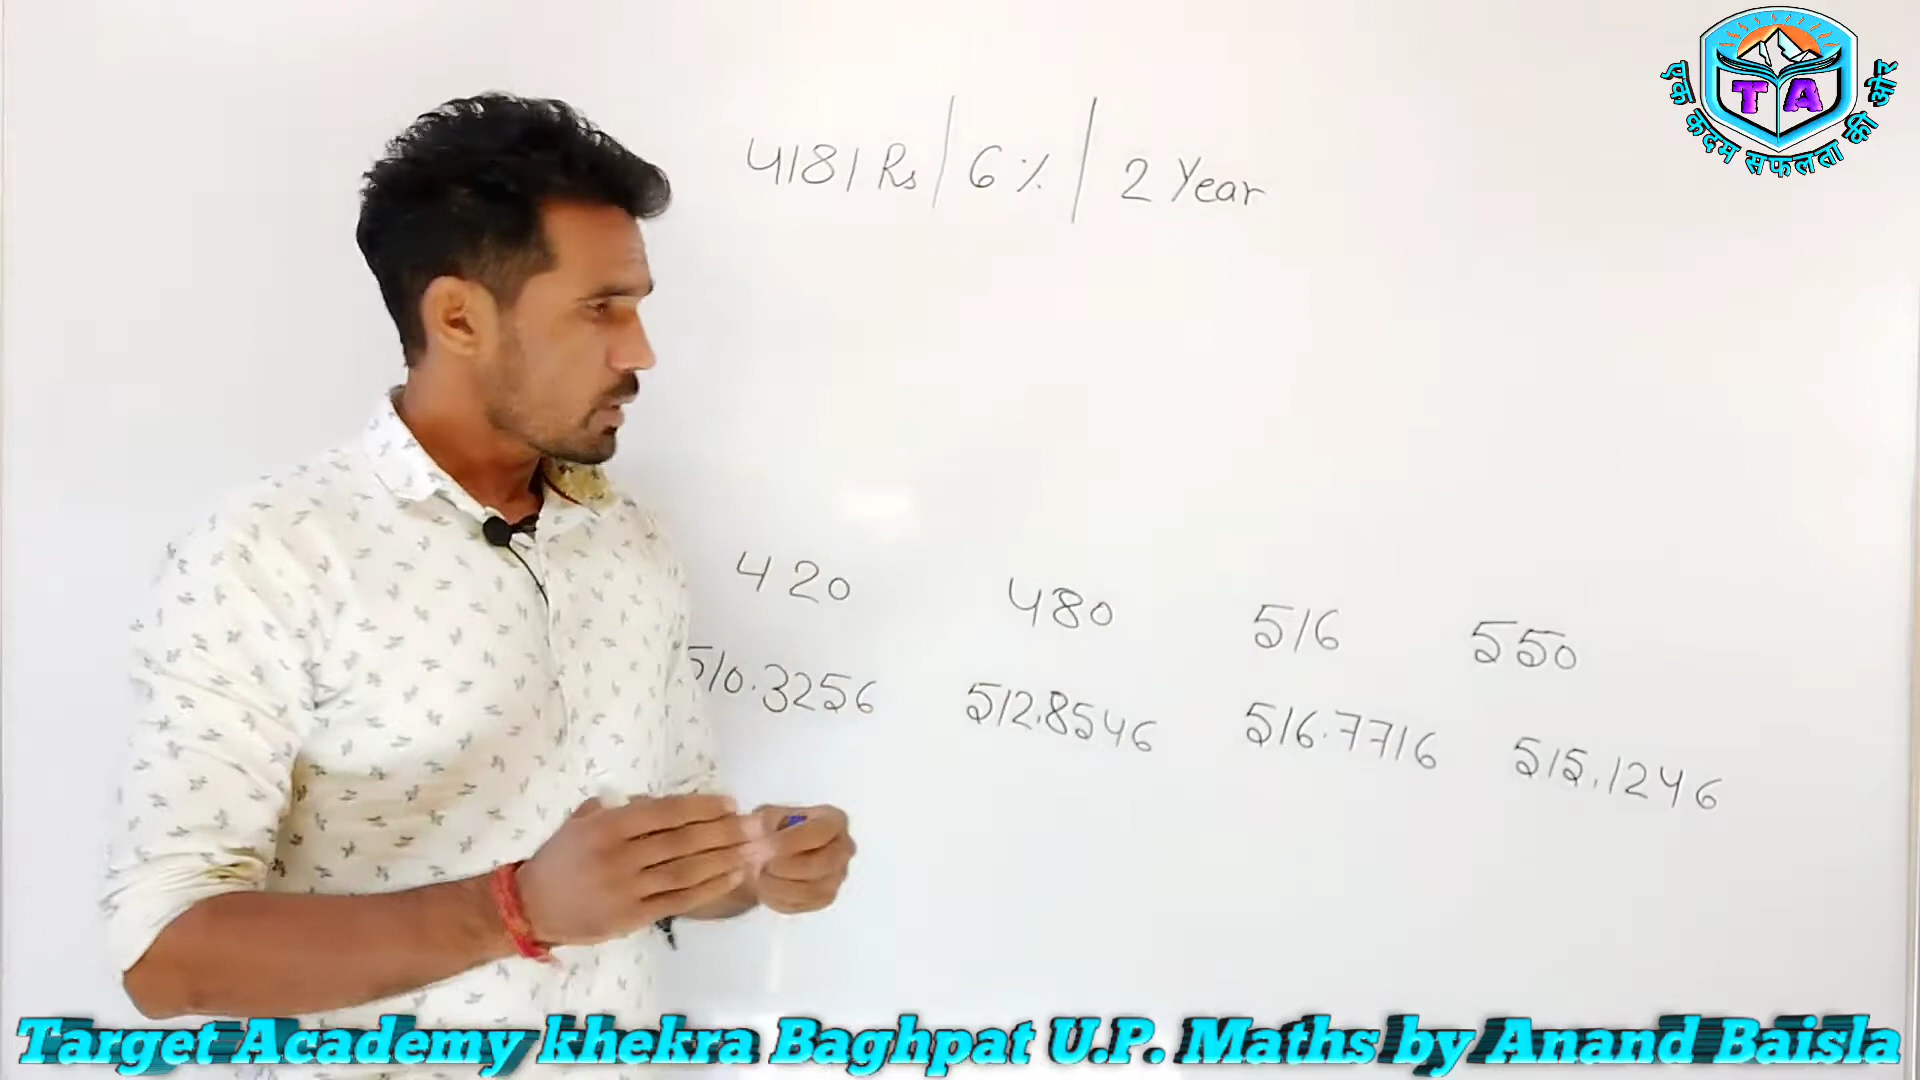 TA
एक कदम सफलता की ओर
4181 Rs | 6 % | 2 Year
420 480 516 550
510.3256 512.8546 516.7716 515.1246
Target Academy khekra Baghpat U.P. Maths by Anand Baisla